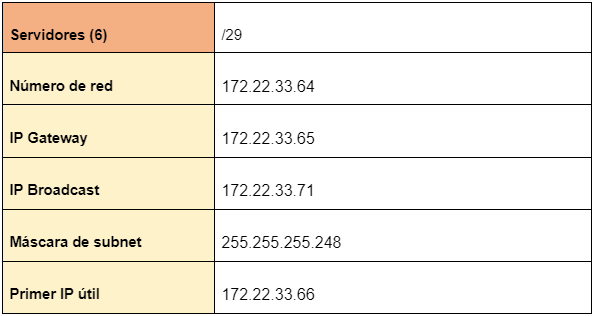 Servidores (6) /29
Número de red 172.22.33.64
IP Gateway 172.22.33.65
IP Broadcast 172.22.33.71
Máscara de subnet 255.255.255.248
Primer IP útil 172.22.33.66